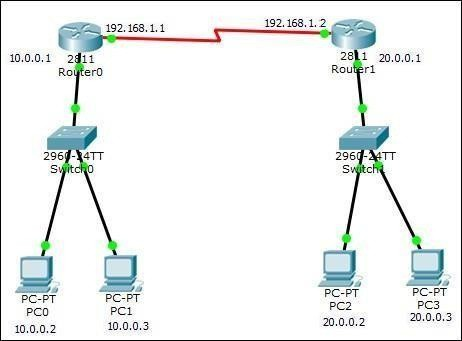 192.168.1.1
192.168.1.2
10.0.0.1
2811
Router0
2811
Router1
20.0.0.1
2960-24TT
Switch0
2960-24TT
Switch1
PC-PT
PC0
10.0.0.2
PC-PT
PC1
10.0.0.3
PC-PT
PC2
20.0.0.2
PC-PT
PC3
20.0.0.3